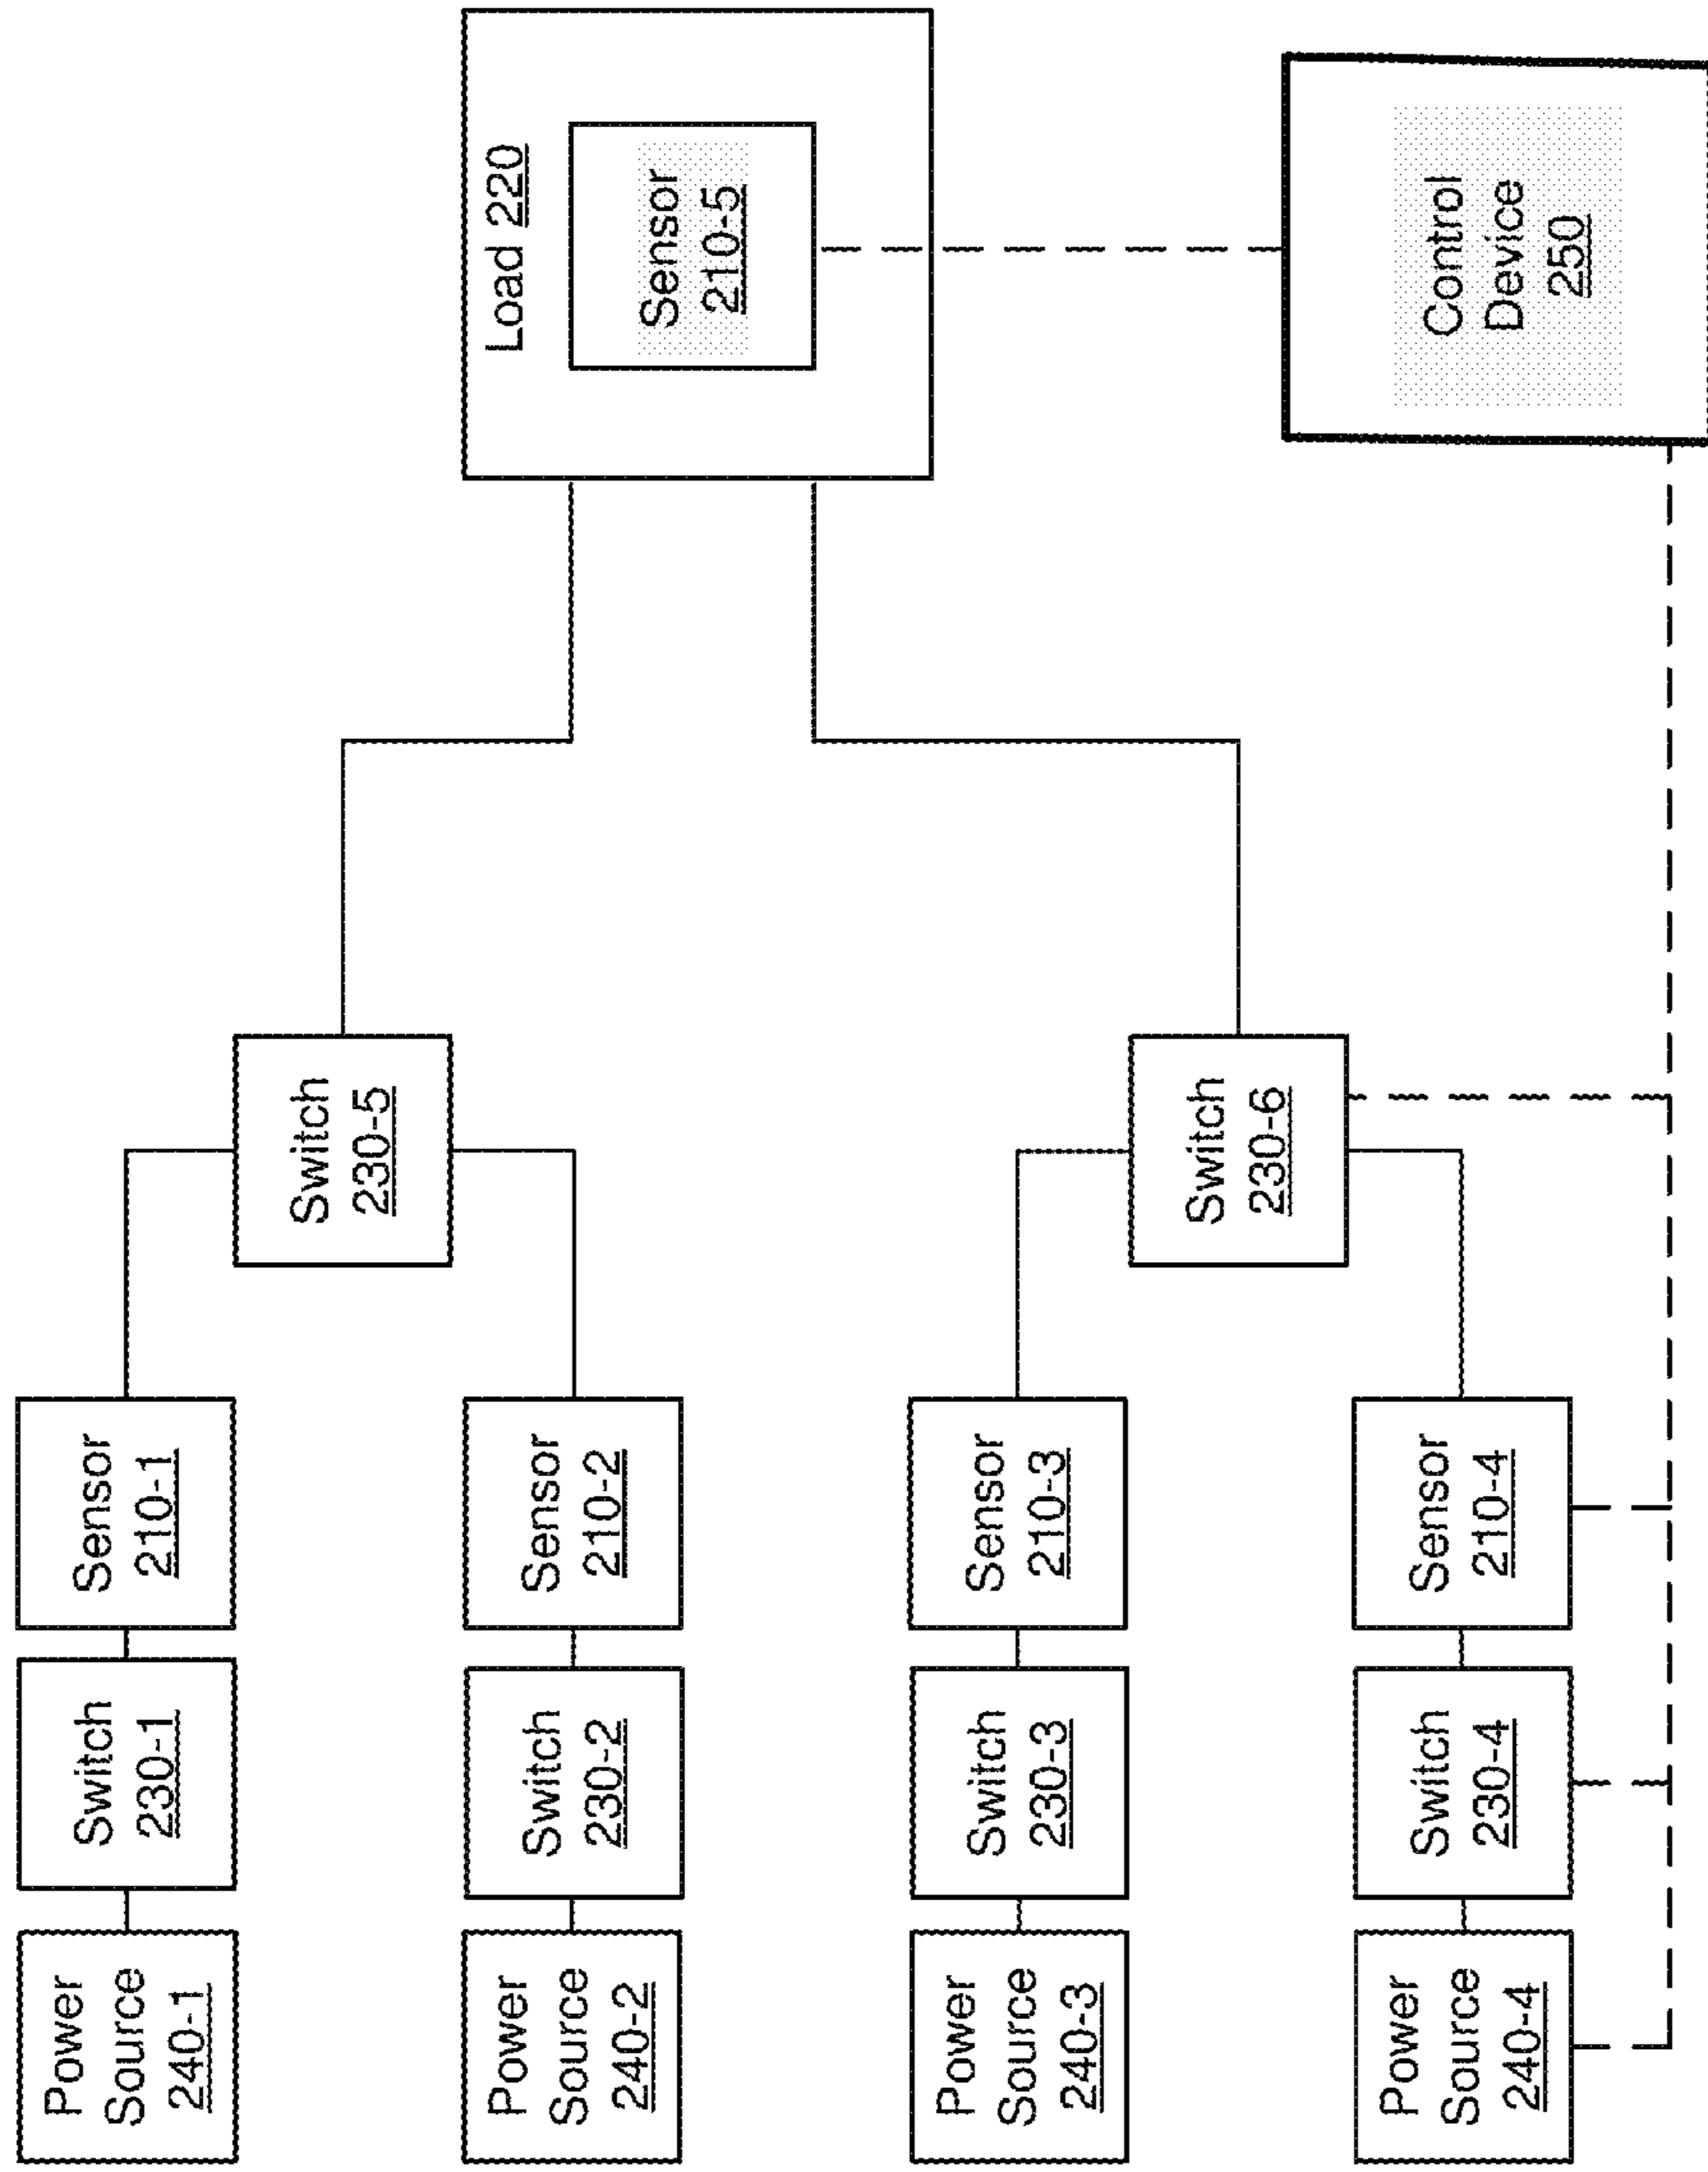 Power
Source
240-1
Switch
230-1
Sensor
210-1
Power
Source
240-2
Switch
230-2
Sensor
210-2
Switch
230-5
Power
Source
240-3
Switch
230-3
Sensor
210-3
Power
Source
240-4
Switch
230-4
Sensor
210-4
Switch
230-6
Load 220
Sensor
210-5
Control
Device
250